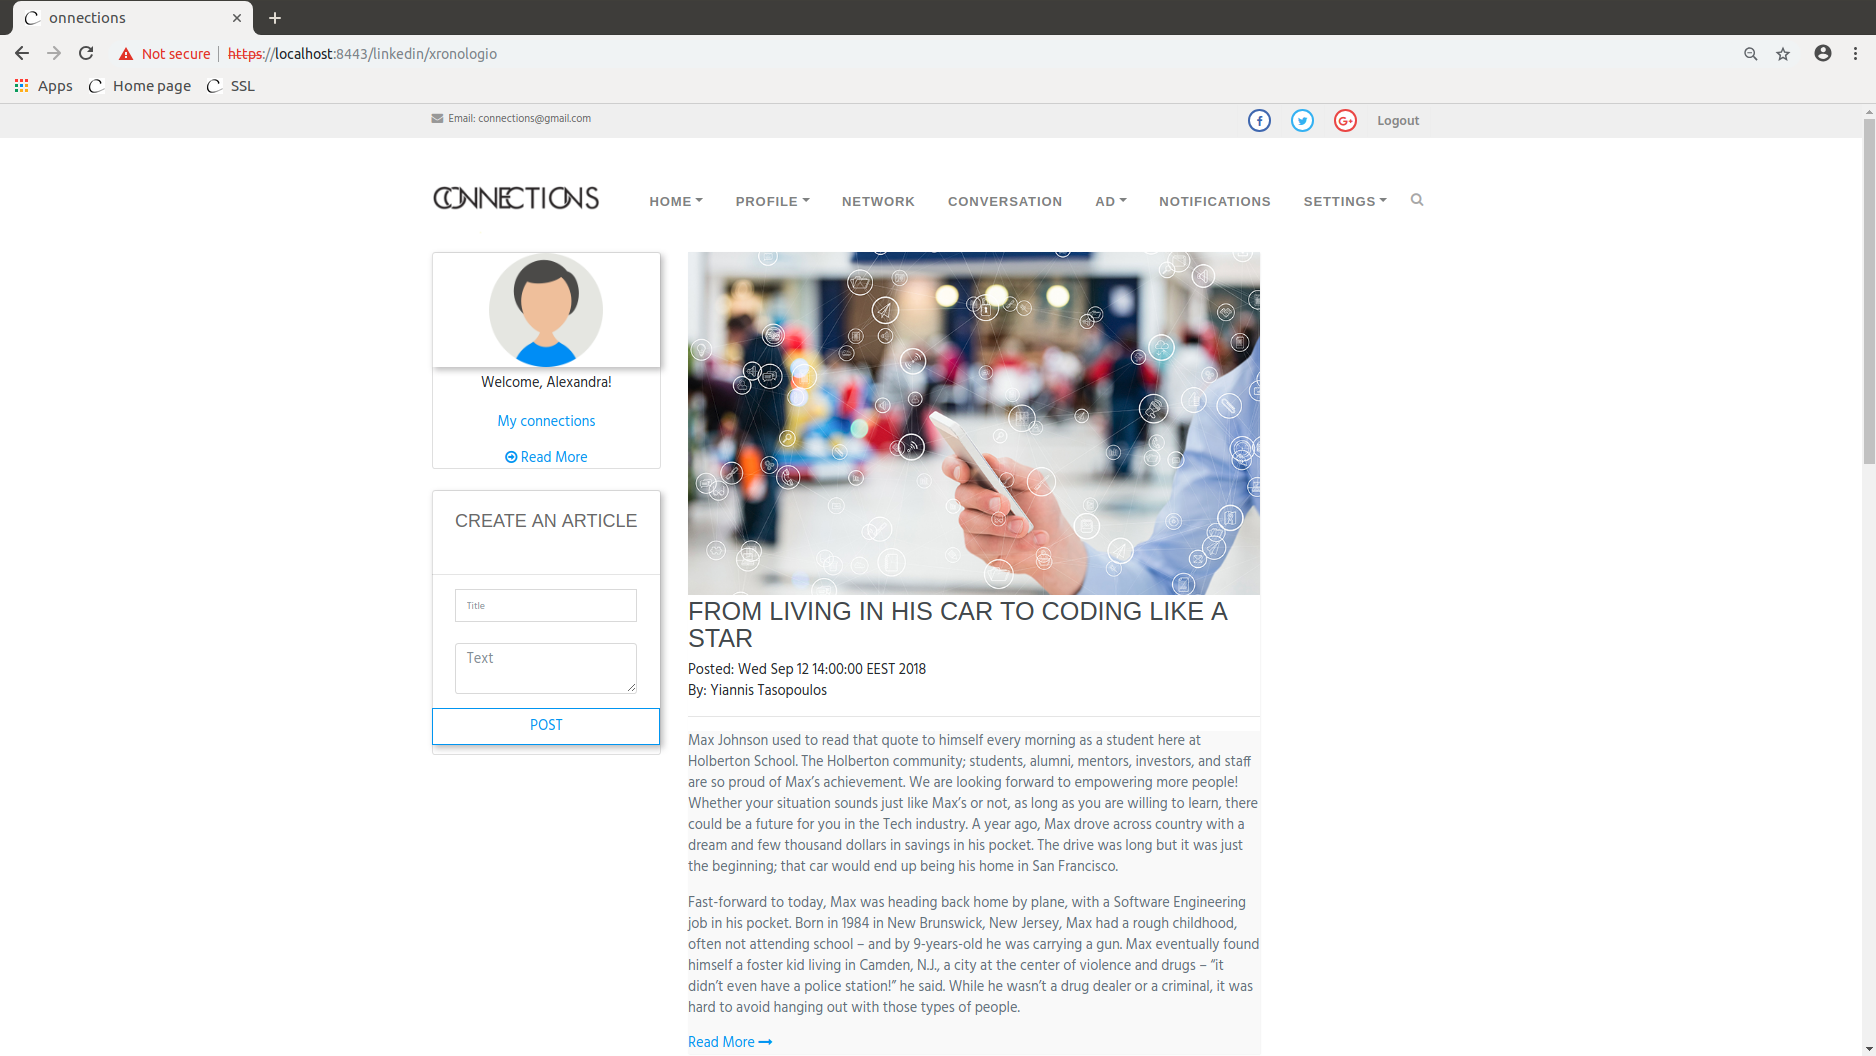 onnections
Not secure https://localhost:8443/linkedin/xronologio
Apps Home page SSL
Email: connections@gmail.com Logout
CONNECTIONS HOME PROFILE NETWORK CONVERSATION AD NOTIFICATIONS SETTINGS
Welcome, Alexandra!
My connections
Read More
CREATE AN ARTICLE
Title
Text
POST
FROM LIVING IN HIS CAR TO CODING LIKE A
STAR
Posted: Wed Sep 12 14:00:00 EEST 2018
By: Yiannis Tasopoulos
Max Johnson used to read that quote to himself every morning as a student here at
Holberton School. The Holberton community; students, alumni, mentors, investors, and staff
are so proud of Max’s achievement. We are looking forward to empowering more people!
Whether your situation sounds just like Max’s or not, as long as you are willing to learn, there
could be a future for you in the Tech industry. A year ago, Max drove across country with a
dream and few thousand dollars in savings in his pocket. The drive was long but it was just
the beginning; that car would end up being his home in San Francisco.
Fast-forward to today, Max was heading back home by plane, with a Software Engineering
job in his pocket. Born in 1984 in New Brunswick, New Jersey, Max had a rough childhood,
often not attending school – and by 9-years-old he was carrying a gun. Max eventually found
himself a foster kid living in Camden, N.J., a city at the center of violence and drugs – “it
didn’t even have a police station!” he said. While he wasn’t a drug dealer or a criminal, it was
hard to avoid hanging out with those types of people.
Read More